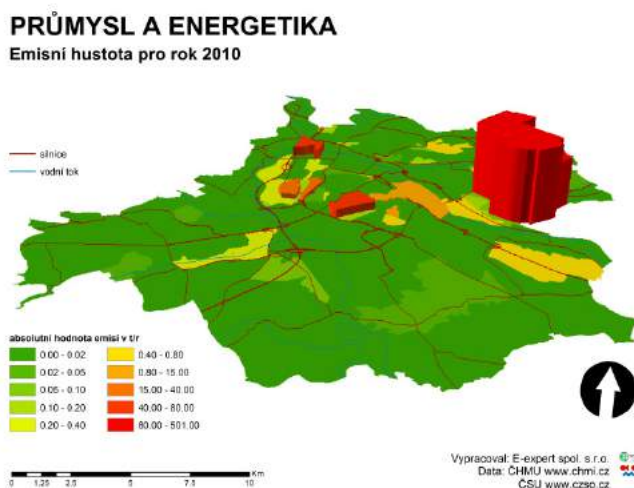 PRŮMYSL A ENERGETIKA
Emisní hustota pro rok 2010
silnice
vodní tok
absolutní hodnota emisí v t/r
0.00 - 0.02
0.02 - 0.05
0.05 - 0.10
0.10 - 0.20
0.20 - 0.40
0.40 - 0.80
0.80 - 15.00
15.00 - 40.00
40.00 - 80.00
80.00 - 501.00
Km
0 1,25 2,5 5 7,5 10
Vypracoval: E-expert spol. s.r.o.
Data: ČHMU www.chmi.cz
ČSU www.czso.cz